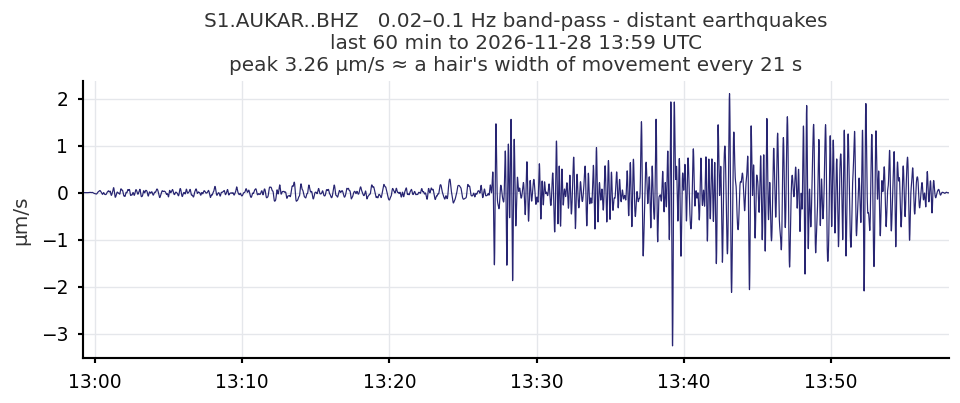 S1.AUKAR..BHZ   0.02–0.1 Hz band-pass - distant earthquakes
last 60 min to 2026-11-28 13:59 UTC
peak 3.26 µm/s ≈ a hair's width of movement every 21 s
2
1
0
−1
−2
−3
µm/s
13:00 13:10 13:20 13:30 13:40 13:50